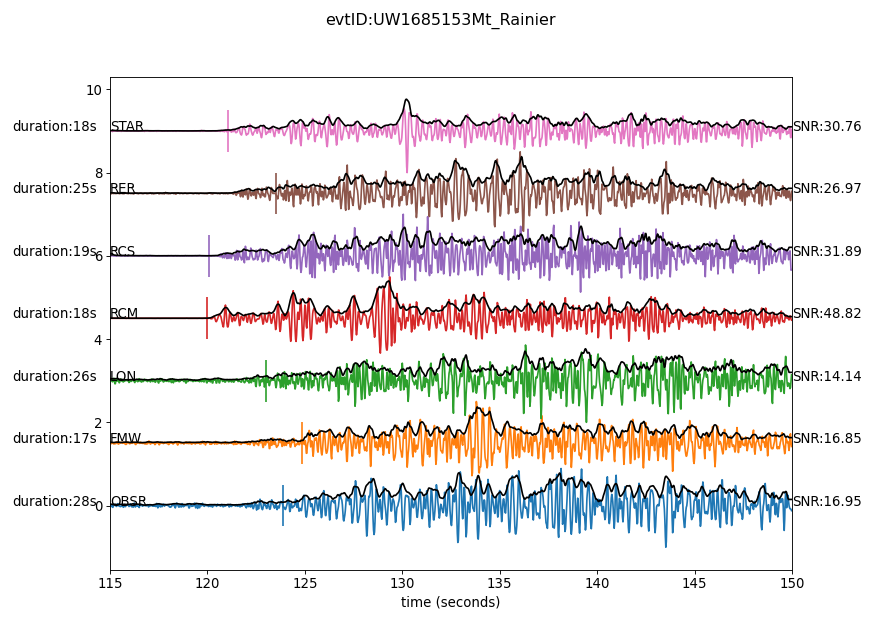 evtID:UW1685153Mt_Rainier
10
duration:18s STAR SNR:30.76
8
duration:25s RER SNR:26.97
duration:19s RCS SNR:31.89
6
duration:18s RCM SNR:48.82
4
duration:26s LON SNR:14.14
2
duration:17s FMW SNR:16.85
duration:28s OBSR SNR:16.95
0
115 120 125 130 135 140 145 150
time (seconds)